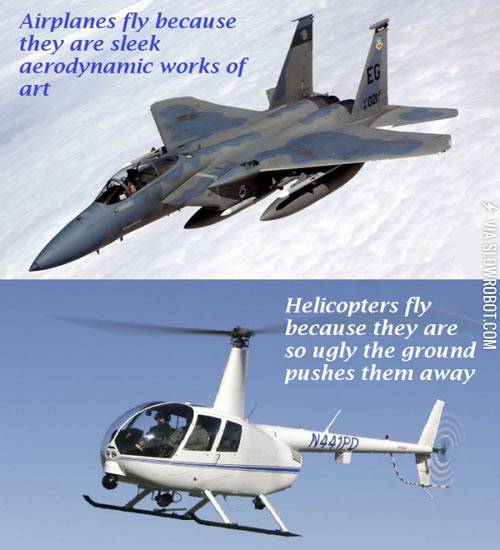 Airplanes fly because
they are sleek
aerodynamic works of
art
EG
Helicopters fly
because they are
so ugly the ground
pushes them away
N441PD
VIA SLOWROBOT.COM